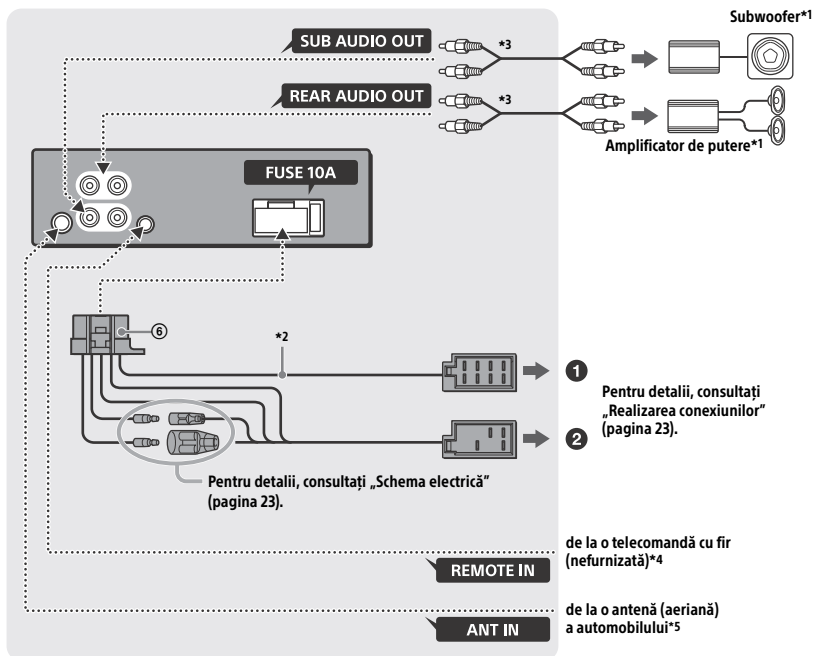 Subwoofer*1
SUB AUDIO OUT
*3
REAR AUDIO OUT
*3
Amplificator de putere*1
FUSE 10A
⑥
*2
❶
Pentru detalii, consultați
„Realizarea conexiunilor”
(pagina 23).
❷
Pentru detalii, consultați „Schema electrică”
(pagina 23).
de la o telecomandă cu fir
(nefurnizată)*4
REMOTE IN
de la o antenă (aeriană)
a automobilului*5
ANT IN